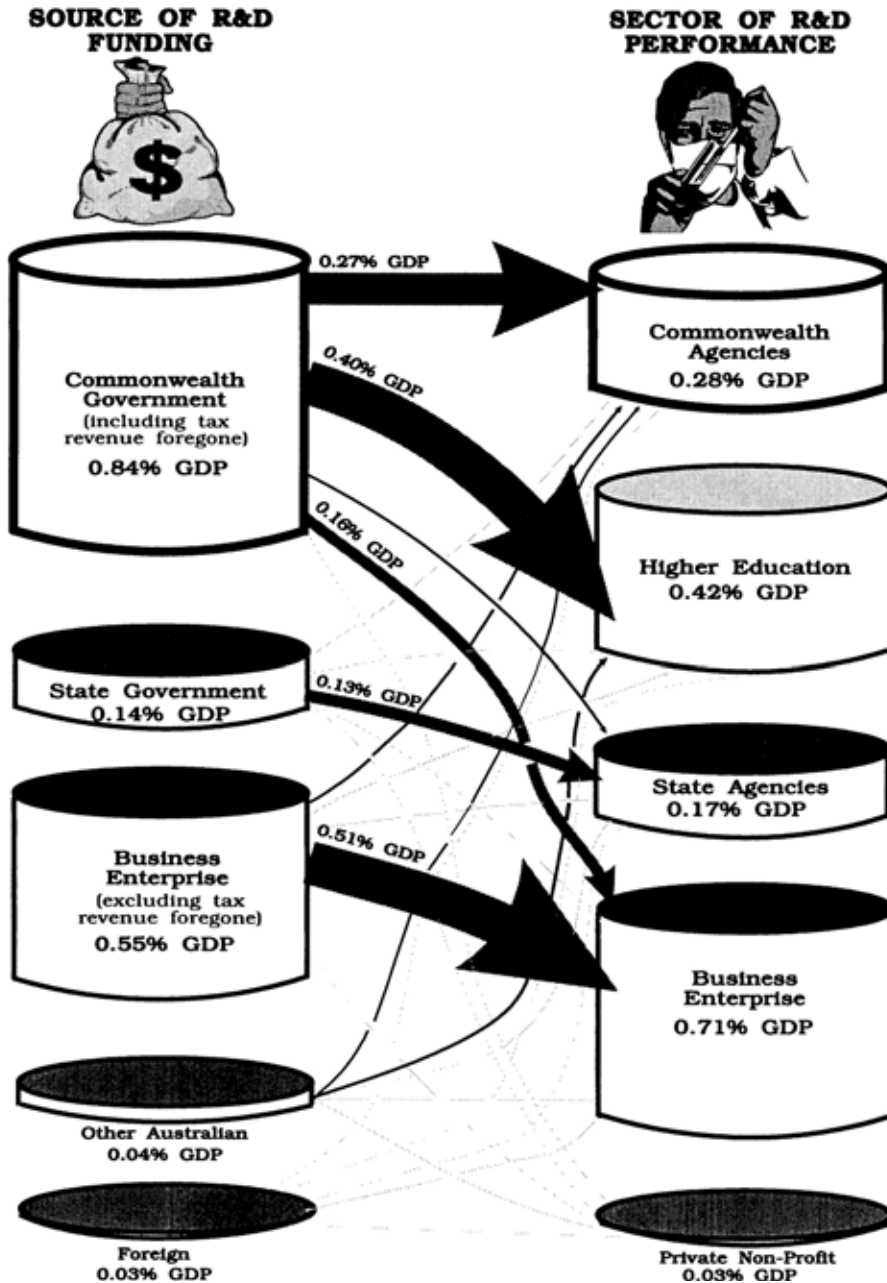 SOURCE OF R&D
FUNDING
$
Commonwealth
Government
(including tax
revenue foregone)
0.84% GDP
State Government
0.14% GDP
Business
Enterprise
(excluding tax
revenue foregone)
0.55% GDP
Other Australian
0.04% GDP
Foreign
0.03% GDP
0.27% GDP
0.40% GDP
0.16% GDP
0.13% GDP
0.51% GDP
SECTOR OF R&D
PERFORMANCE
Commonwealth
Agencies
0.28% GDP
Higher Education
0.42% GDP
State Agencies
0.17% GDP
Business
Enterprise
0.71% GDP
Private Non-Profit
0.03% GDP